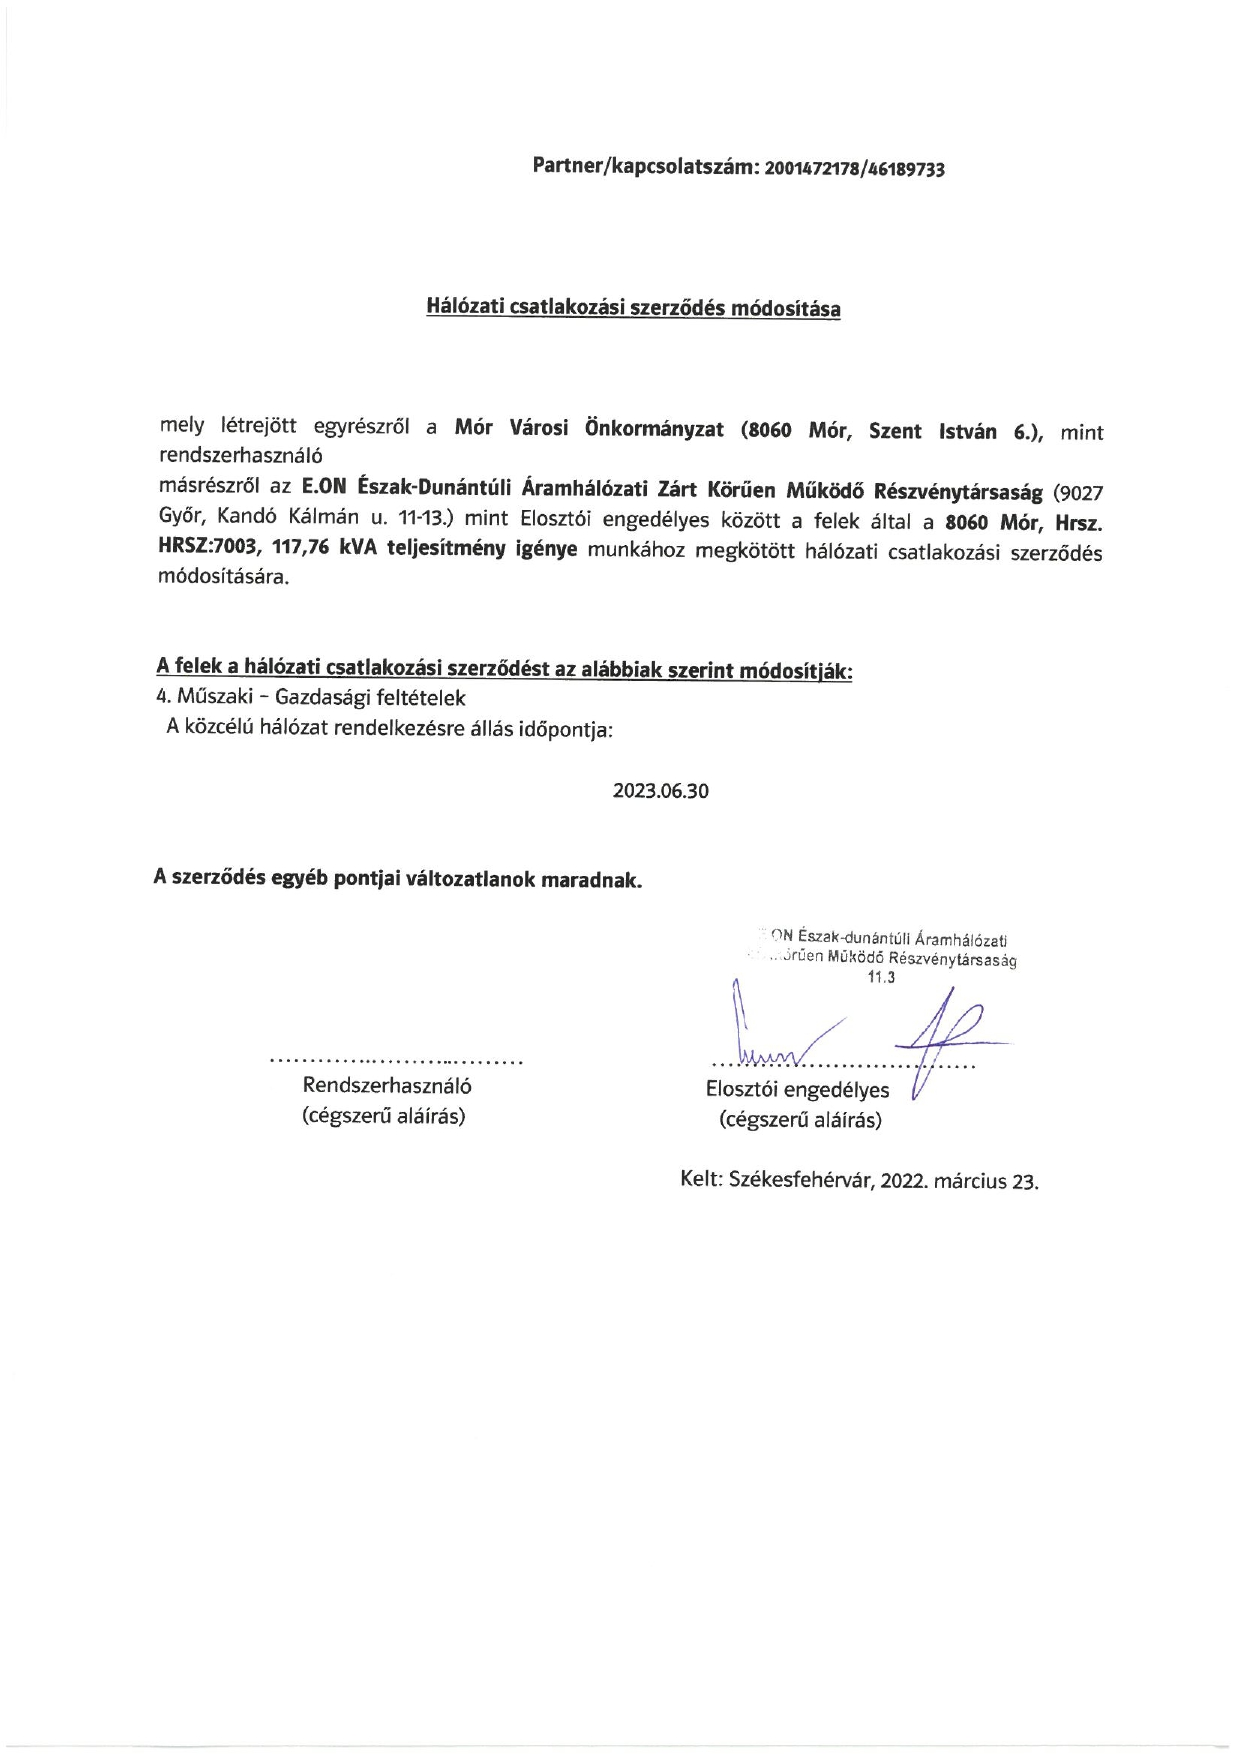 Partner/kapcsolatszám: 2001472178/46189733
Hálózati csatlakozási szerződés módosítása
mely létrejött egyrészről a Mór Városi Önkormányzat (8060 Mór, Szent István 6.), mint
rendszerhasználó
másrészről az E.ON Észak-Dunántúli Áramhálózati Zárt Körűen Működő Részvénytársaság (9027
Győr, Kandó Kálmán u. 11-13.) mint Elosztói engedélyes között a felek által a 8060 Mór, Hrsz.
HRSZ:7003, 117,76 kVA teljesítmény igénye munkához megkötött hálózati csatlakozási szerződés
módosítására.
A felek a hálózati csatlakozási szerződést az alábbiak szerint módosítják:
4. Műszaki – Gazdasági feltételek
A közcélú hálózat rendelkezésre állás időpontja:
2023.06.30
A szerződés egyéb pontjai változatlanok maradnak.
ON Észak-dunántúli Áramhálózati
Működő Részvénytársaság
11.3
Rendszerhasználó
(cégszerű aláírás)
Elosztói engedélyes
(cégszerű aláírás)
Kelt: Székesfehérvár, 2022. március 23.